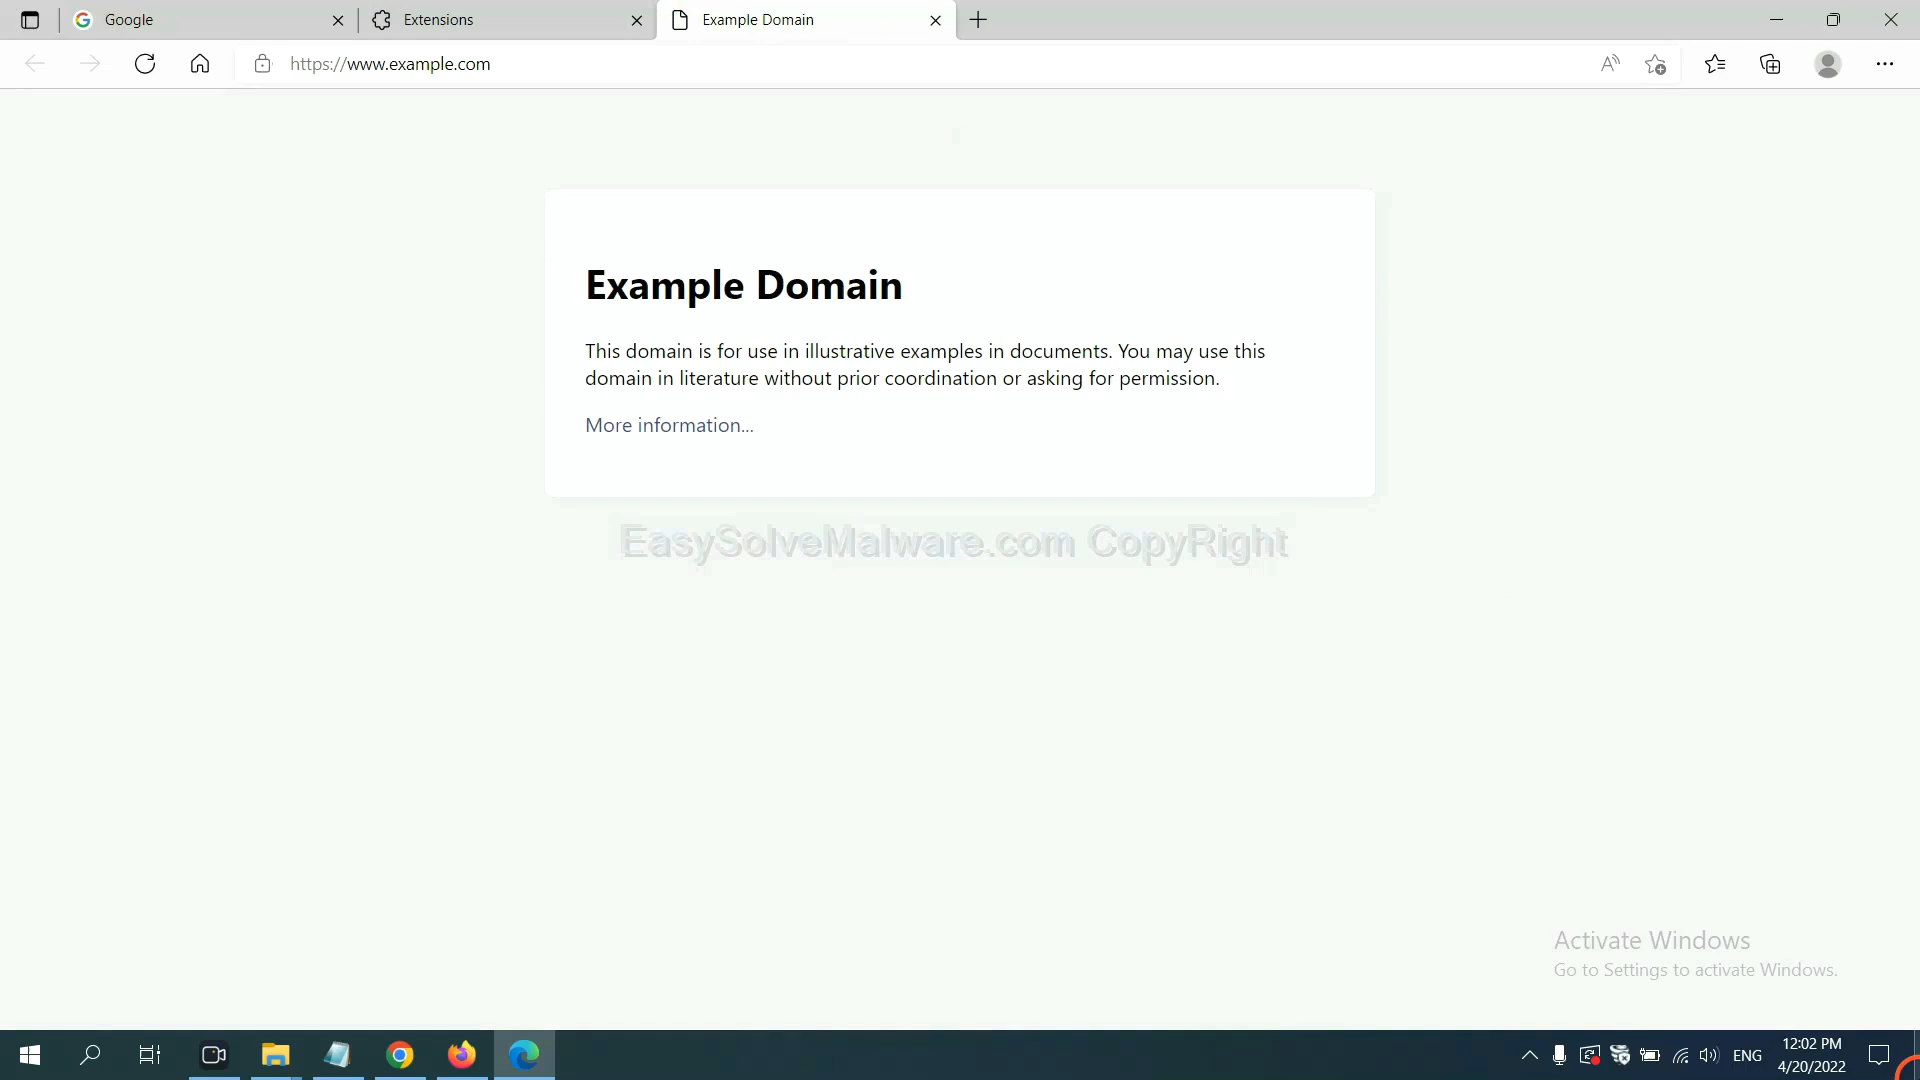 Google
Extensions
Example Domain
https://www.example.com
Example Domain
This domain is for use in illustrative examples in documents. You may use this
domain in literature without prior coordination or asking for permission.
More information...
EasySolveMalware.com CopyRight
Activate Windows
Go to Settings to activate Windows.
ENG
12:02 PM
4/20/2022